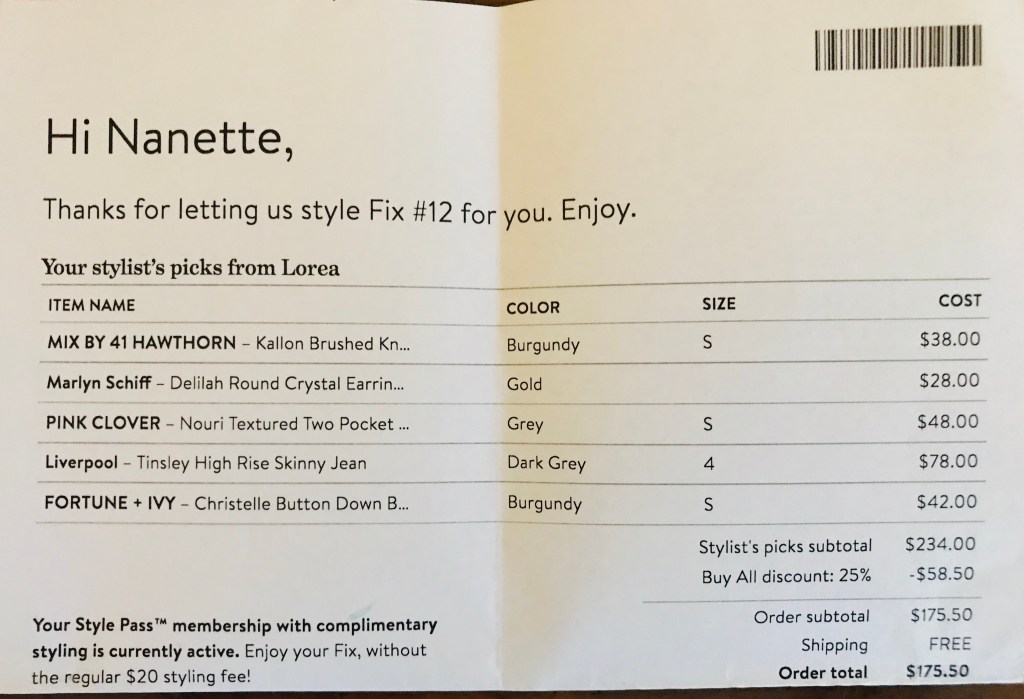 Hi Nanette,
Thanks for letting us style Fix #12 for you. Enjoy.
Your stylist's picks from Lorea
ITEM NAME COLOR SIZE COST
MIX BY 41 HAWTHORN – Kallon Brushed Kn... Burgundy S $38.00
Marlyn Schiff – Delilah Round Crystal Earrin... Gold $28.00
PINK CLOVER – Nouri Textured Two Pocket ... Grey S $48.00
Liverpool – Tinsley High Rise Skinny Jean Dark Grey 4 $78.00
FORTUNE + IVY – Christelle Button Down B... Burgundy S $42.00
Stylist's picks subtotal $234.00
Buy All discount: 25% -$58.50
Order subtotal $175.50
Shipping FREE
Order total $175.50
Your Style Pass™ membership with complimentary
styling is currently active. Enjoy your Fix, without
the regular $20 styling fee!